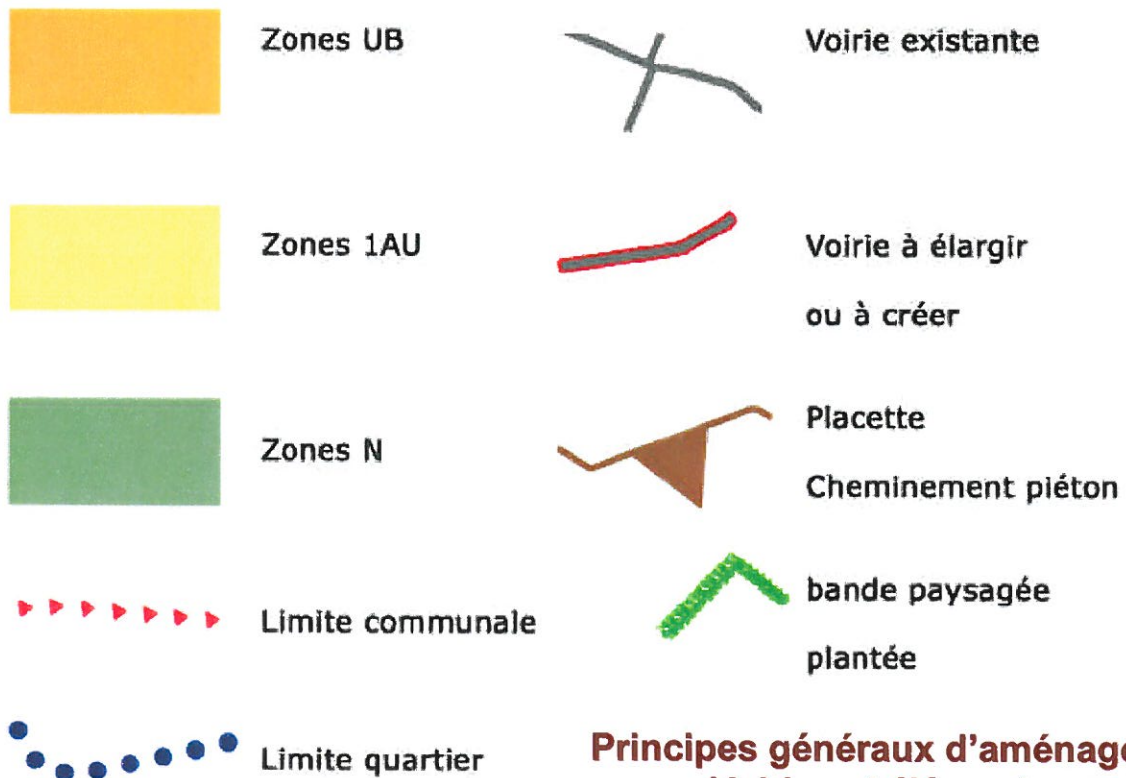 Zones UB
Voirie existante
Zones 1AU
Voirie à élargir
ou à créer
Zones N
Placette
Cheminement piéton
Limite communale
bande paysagée
plantée
Limite quartier
Principes généraux d'aménage